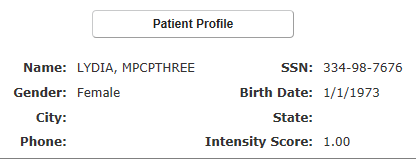 Patient Profile
Name: LYDIA, MPCPTHREE SSN: 334-98-7676
Gender: Female Birth Date: 1/1/1973
City: State:
Phone: Intensity Score: 1.00